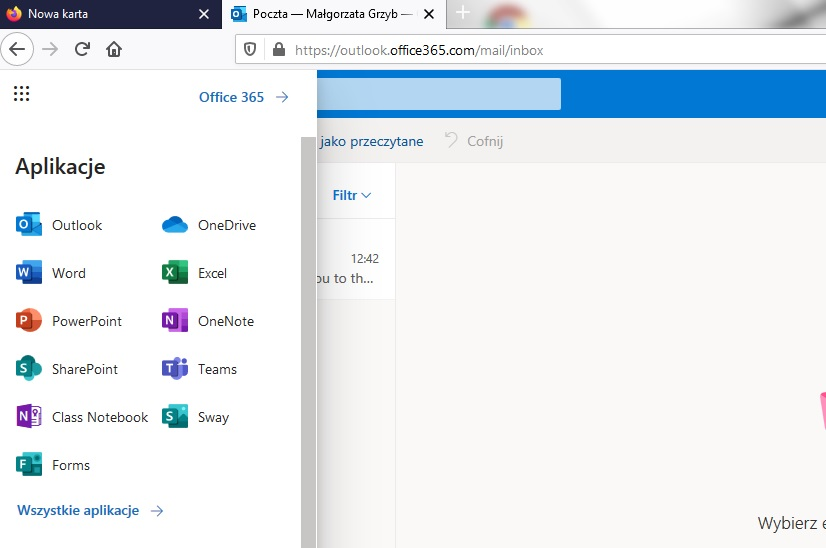 Nowa karta
Poczta — Małgorzata Grzyb —
https://outlook.office365.com/mail/inbox
Office 365
jako przeczytane
Cofnij
Aplikacje
Filtr
Outlook
OneDrive
12:42
Word
Excel
ou to th...
PowerPoint
OneNote
SharePoint
Teams
Class Notebook
Sway
Forms
Wszystkie aplikacje
Wybierz e